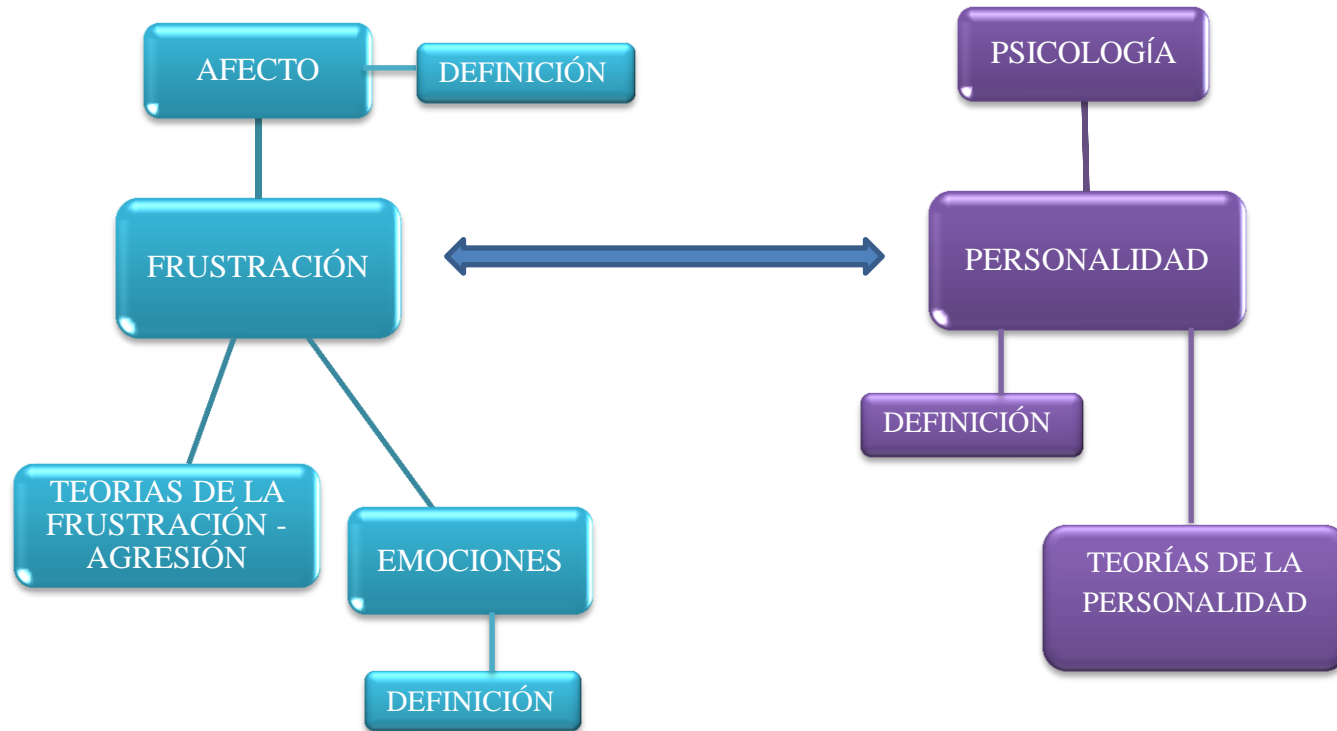 AFECTO
DEFINICIÓN
PSICOLOGÍA
FRUSTRACIÓN
PERSONALIDAD
DEFINICIÓN
TEORIAS DE LA
FRUSTRACIÓN -
AGRESIÓN
EMOCIONES
TEORÍAS DE LA
PERSONALIDAD
DEFINICIÓN